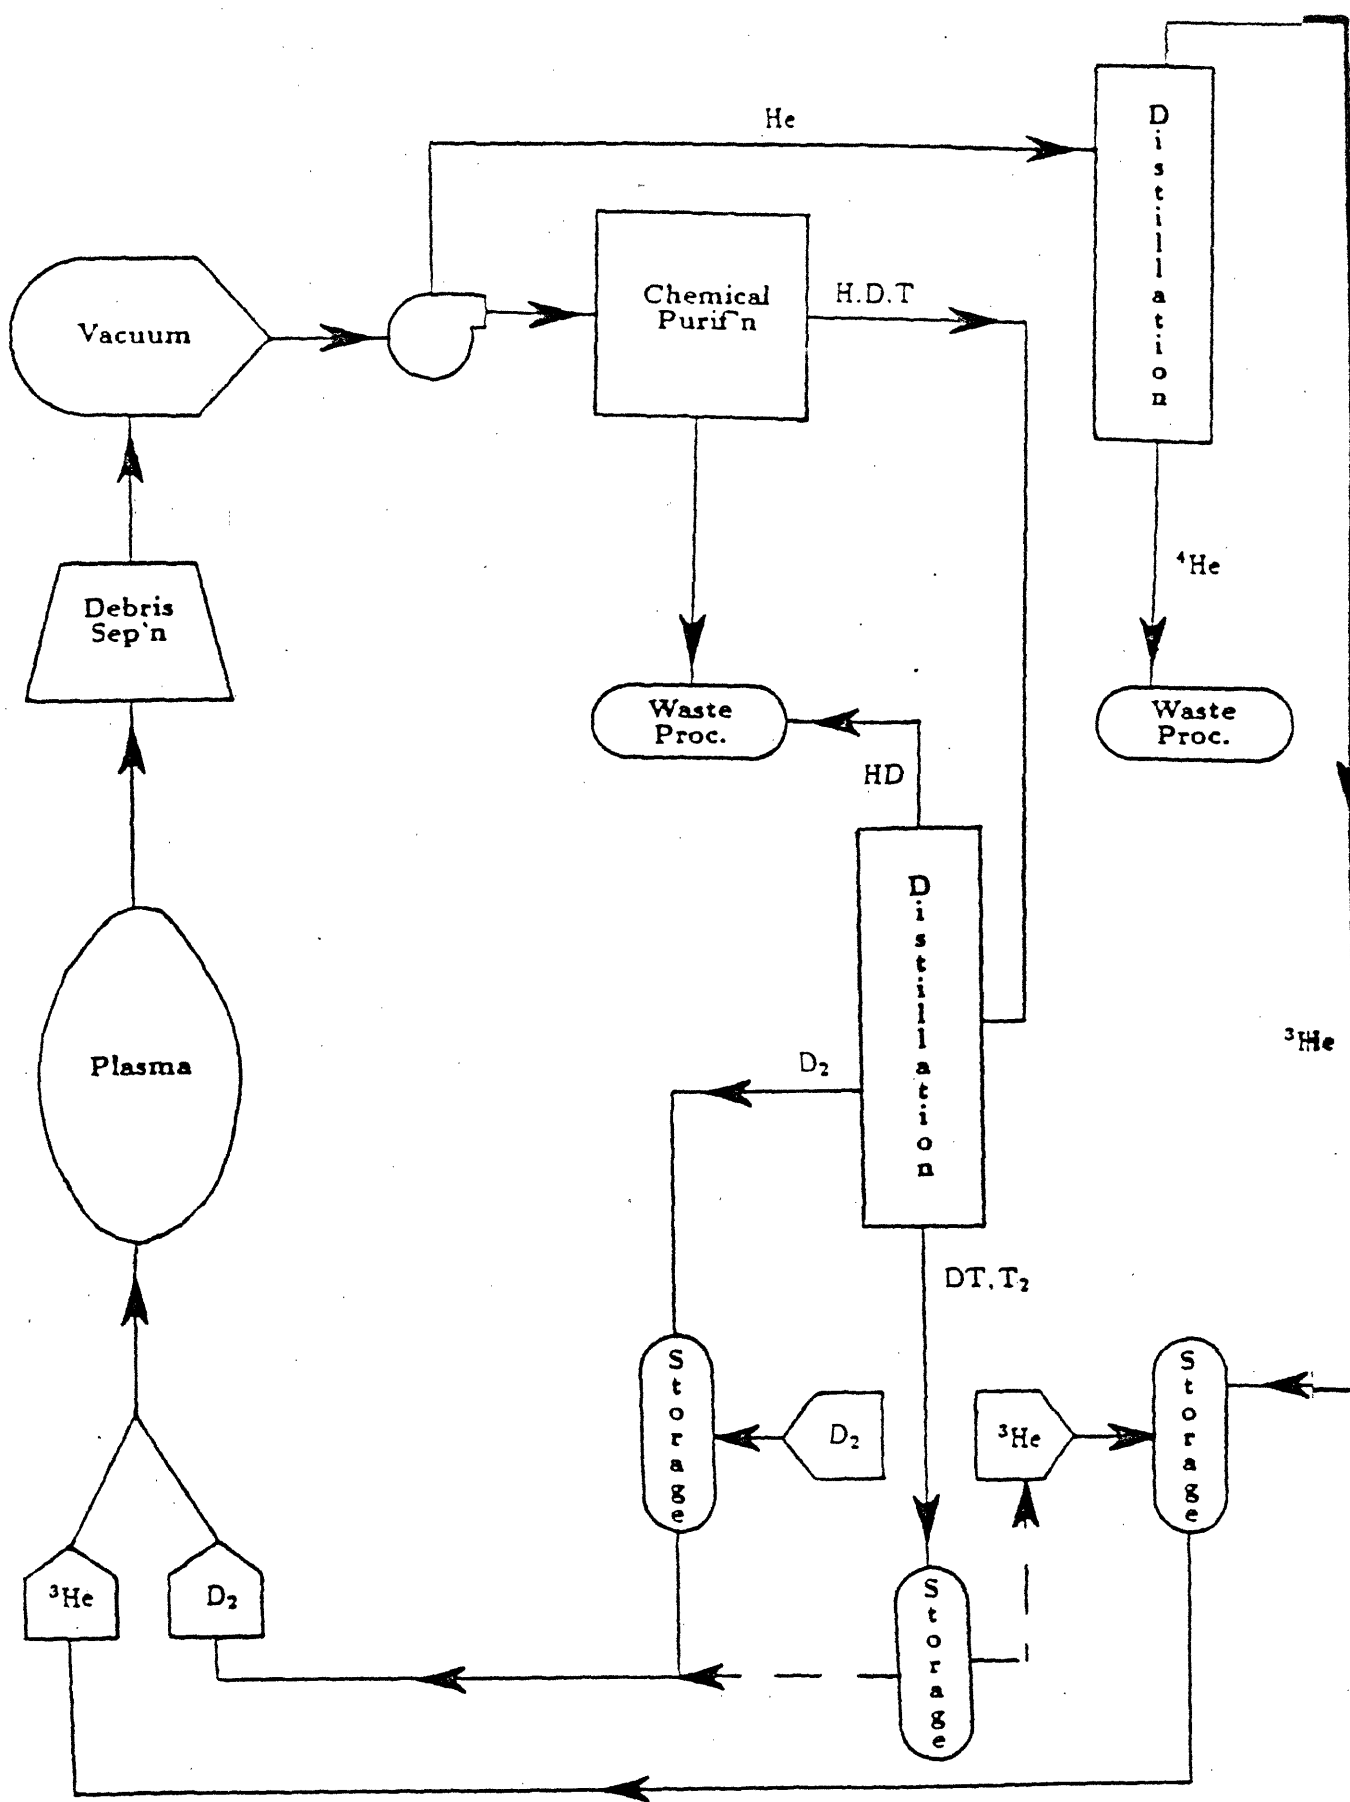 He
Distillation
Chemical
Purif'n
H.D.T
Vacuum
⁴He
Debris
Sep'n
Waste
Proc.
Waste
Proc.
HD
Distillation
³He
Plasma
D₂
DT,T₂
Storage
Storage
D₂
³He
³He
D₂
Storage